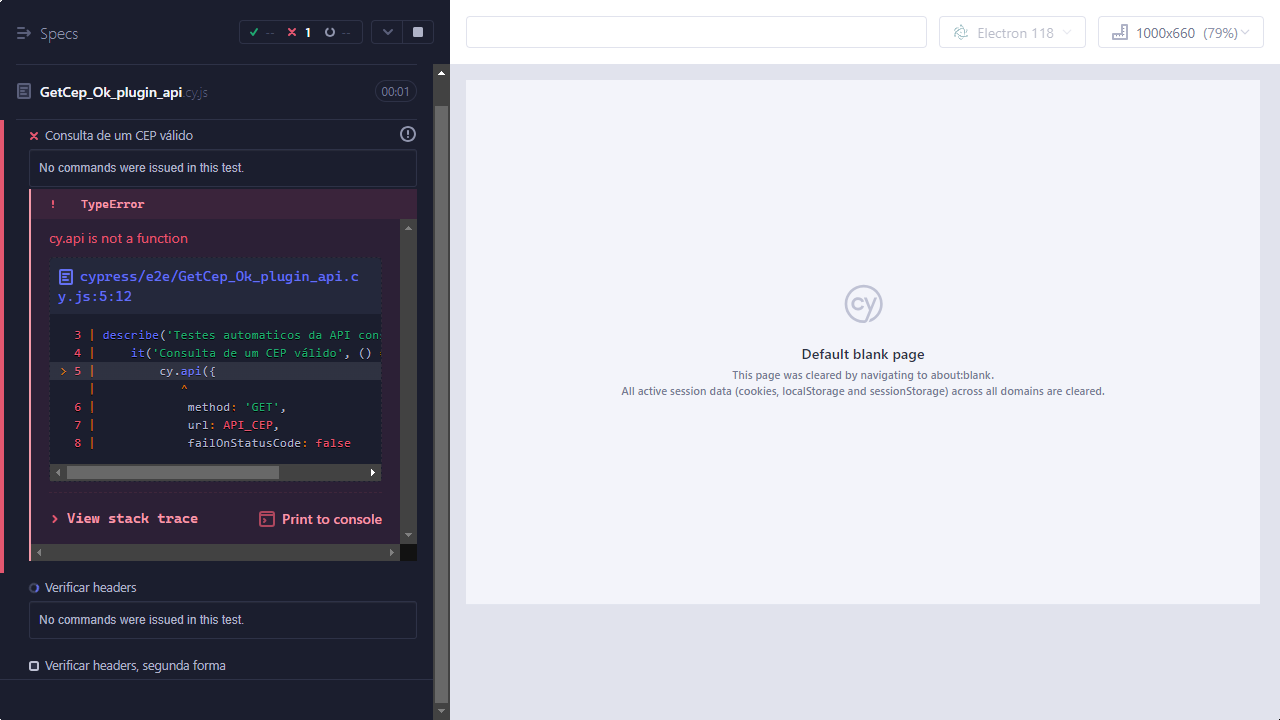 Specs
-- 1 --
GetCep_Ok_plugin_api.cy.js
00:01
Consulta de um CEP válido
No commands were issued in this test.
! TypeError
cy.api is not a function
cypress/e2e/GetCep_Ok_plugin_api.c
y.js:5:12
3 | describe('Testes automaticos da API con
4 | it('Consulta de um CEP válido', ()
> 5 | cy.api({
| ^
6 | method: 'GET',
7 | url: API_CEP,
8 | failOnStatusCode: false
> View stack trace
Print to console
Verificar headers
No commands were issued in this test.
Verificar headers, segunda forma
Electron 118
1000x660 (79%)
cy
Default blank page
This page was cleared by navigating to about:blank.
All active session data (cookies, localStorage and sessionStorage) across all domains are cleared.